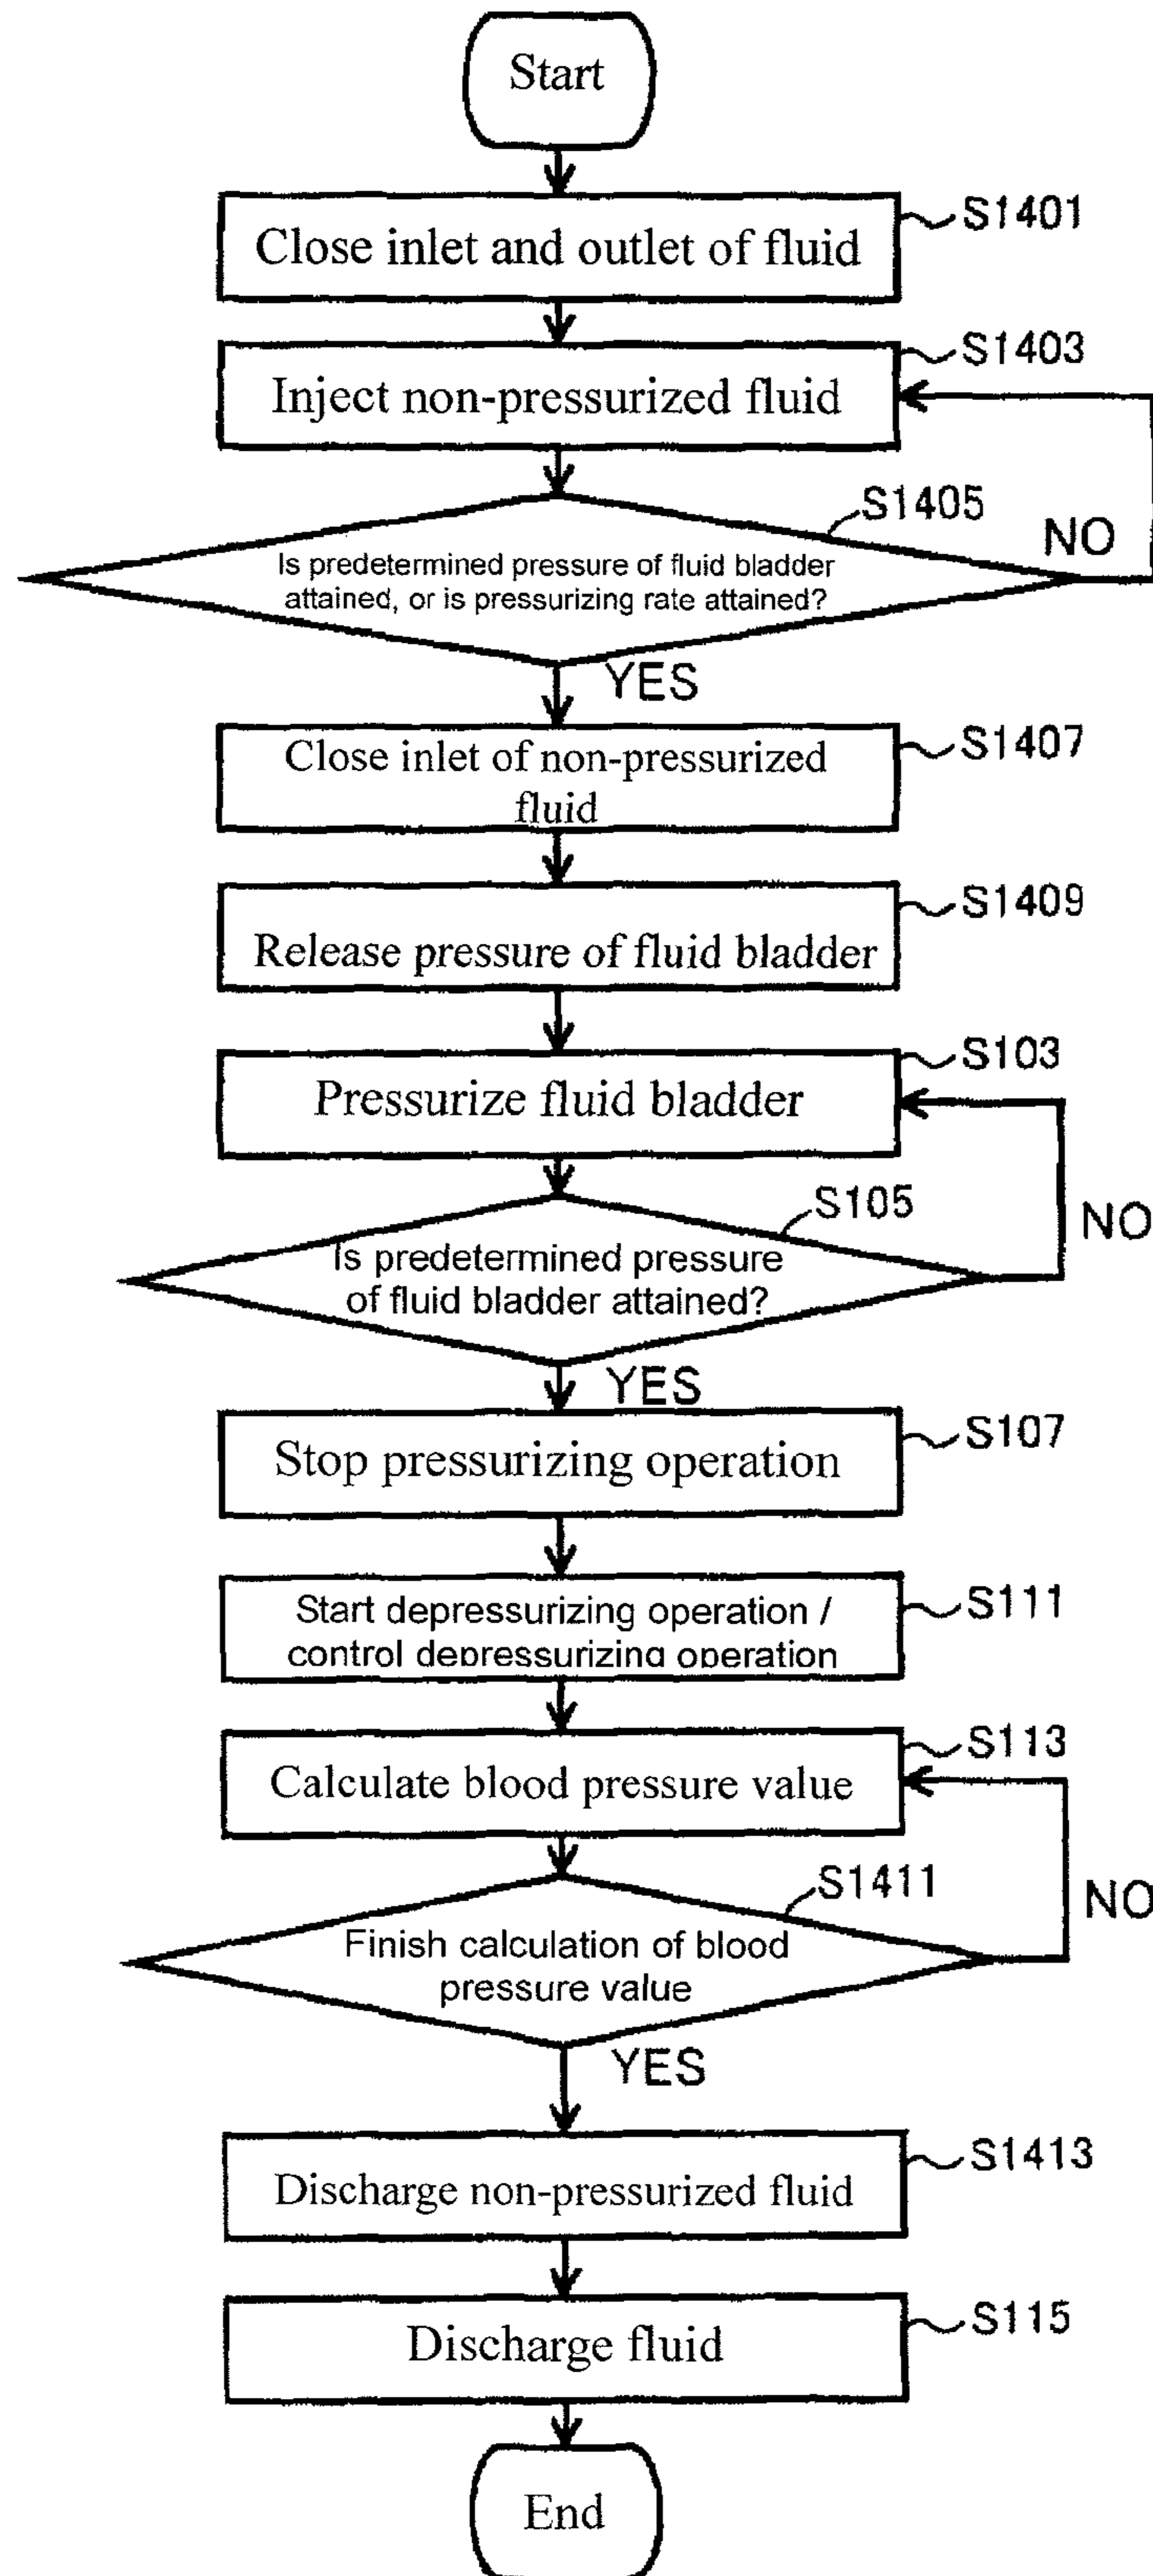 Start
S1401
Close inlet and outlet of fluid
S1403
Inject non-pressurized fluid
S1405
NO
Is predetermined pressure of fluid bladder
attained, or is pressurizing rate attained?
YES
S1407
Close inlet of non-pressurized
fluid
S1409
Release pressure of fluid bladder
S103
Pressurize fluid bladder
S105
NO
Is predetermined pressure
of fluid bladder attained?
YES
S107
Stop pressurizing operation
S111
Start depressurizing operation /
control depressurizing operation
S113
Calculate blood pressure value
S1411
NO
Finish calculation of blood
pressure value
YES
S1413
Discharge non-pressurized fluid
S115
Discharge fluid
End